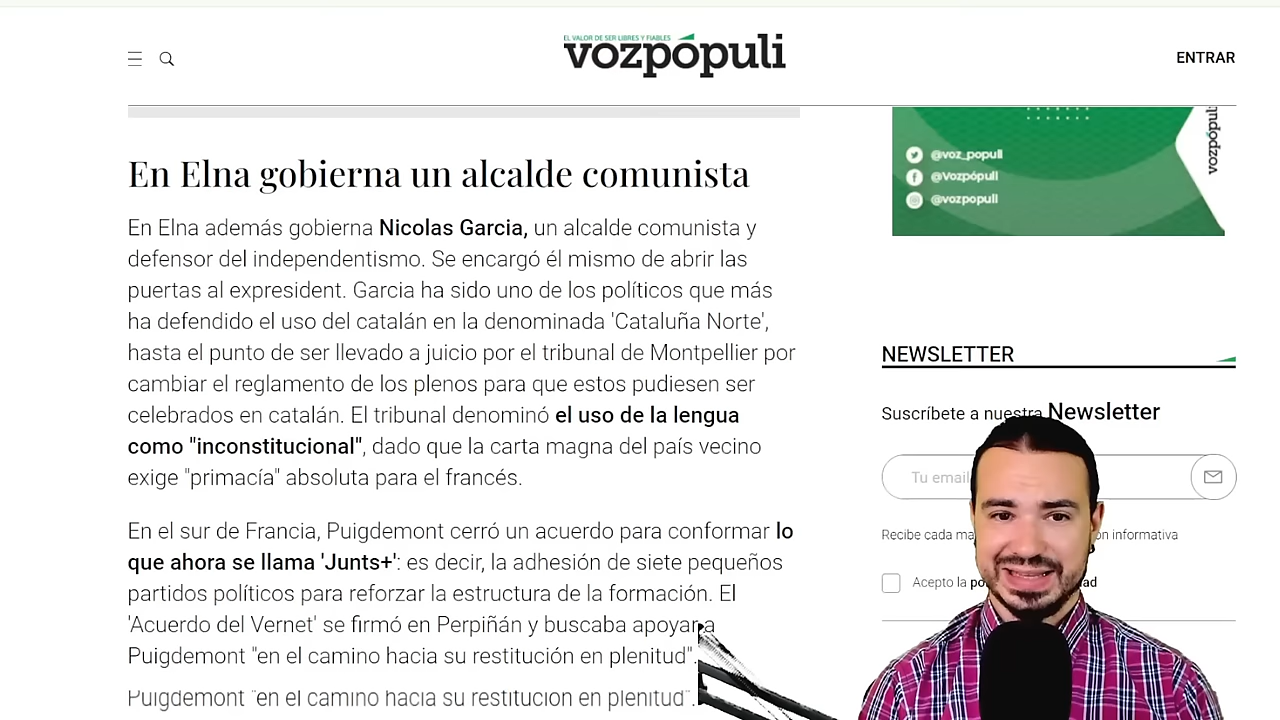 EL VALOR DE SER LIBRES Y FIABLES
vozpópuli
ENTRAR
En Elna gobierna un alcalde comunista
En Elna además gobierna Nicolas Garcia, un alcalde comunista y
defensor del independentismo. Se encargó él mismo de abrir las
puertas al expresident. Garcia ha sido uno de los políticos que más
ha defendido el uso del catalán en la denominada 'Cataluña Norte',
hasta el punto de ser llevado a juicio por el tribunal de Montpellier por
cambiar el reglamento de los plenos para que estos pudiesen ser
celebrados en catalán. El tribunal denominó el uso de la lengua
como "inconstitucional", dado que la carta magna del país vecino
exige "primacía" absoluta para el francés.
En el sur de Francia, Puigdemont cerró un acuerdo para conformar lo
que ahora se llama 'Junts+': es decir, la adhesión de siete pequeños
partidos políticos para reforzar la estructura de la formación. El
'Acuerdo del Vernet' se firmó en Perpiñán y buscaba apoyar a
Puigdemont "en el camino hacia su restitución en plenitud".
Puigdemont "en el camino hacia su restitución en plenitud".
@voz_populi
@Vozpópuli
@vozpopuli
vozpópuli
NEWSLETTER
Suscríbete a nuestra Newsletter
Tu email
Recibe cada ma ón informativa
Acepto la po dad